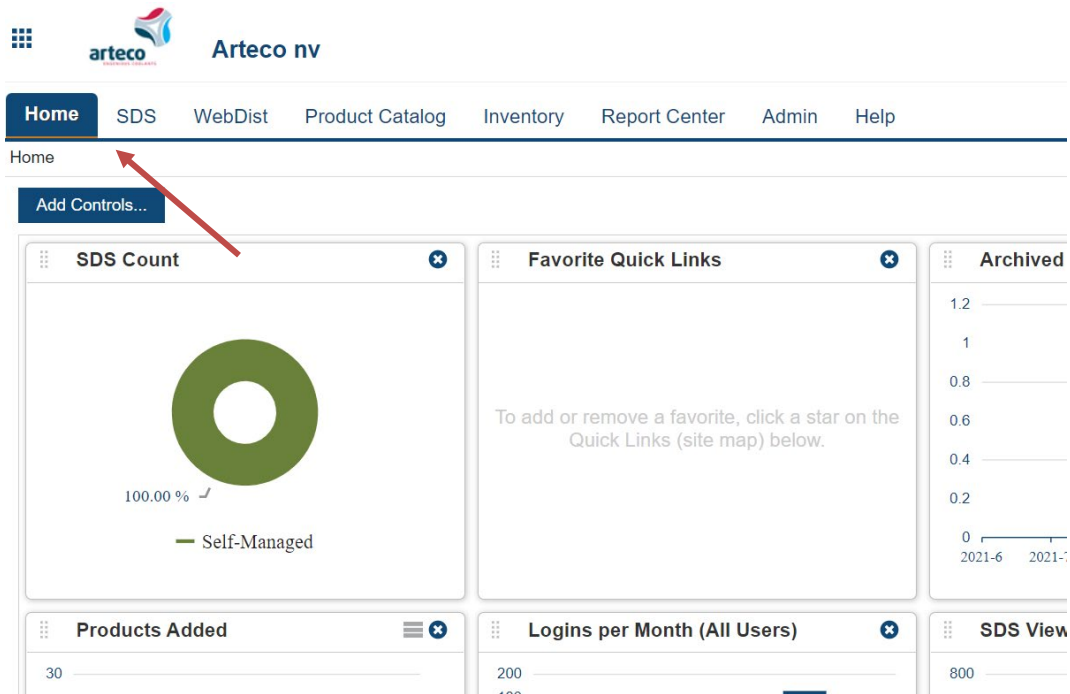 arteco
Arteco nv
Home SDS WebDist Product Catalog Inventory Report Center Admin Help
Home
Add Controls...
SDS Count
100.00 %
Self-Managed
Favorite Quick Links
To add or remove a favorite, click a star on the
Quick Links (site map) below.
Archived
1.2
1
0.8
0.6
0.4
0.2
0
2021-6 2021-7
Products Added
30
Logins per Month (All Users)
200
SDS View
800